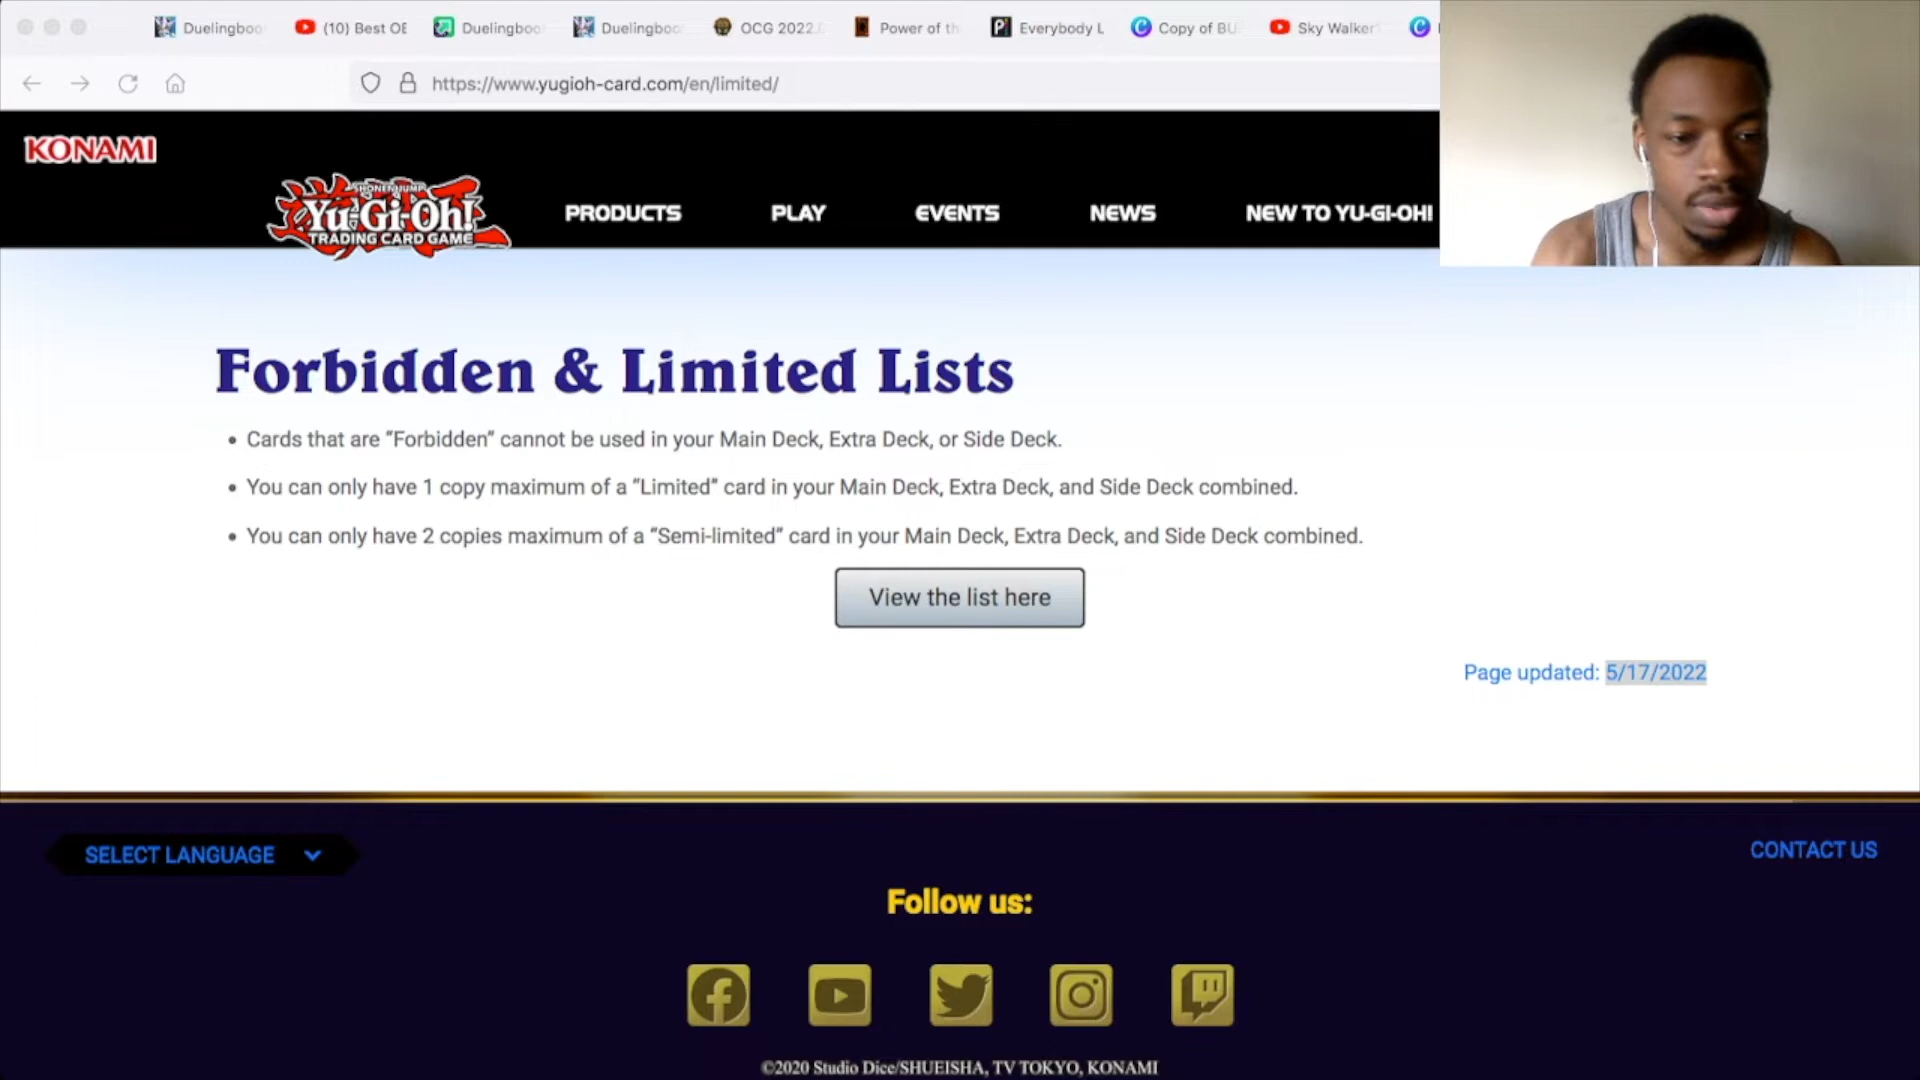 Duelingboo
(10) Best OE
Duelingboo
Duelingboo
OCG 2022.
Power of th
Everybody L
Copy of BU
Sky Walker
https://www.yugioh-card.com/en/limited/
KONAMI
SHONEN JUMP
Yu-Gi-Oh!
TRADING CARD GAME
PRODUCTS
PLAY
EVENTS
NEWS
NEW TO YU-GI-OH!
Forbidden & Limited Lists
• Cards that are “Forbidden” cannot be used in your Main Deck, Extra Deck, or Side Deck.
• You can only have 1 copy maximum of a “Limited” card in your Main Deck, Extra Deck, and Side Deck combined.
• You can only have 2 copies maximum of a “Semi-limited” card in your Main Deck, Extra Deck, and Side Deck combined.
View the list here
Page updated: 5/17/2022
SELECT LANGUAGE
CONTACT US
Follow us:
©2020 Studio Dice/SHUEISHA, TV TOKYO, KONAMI